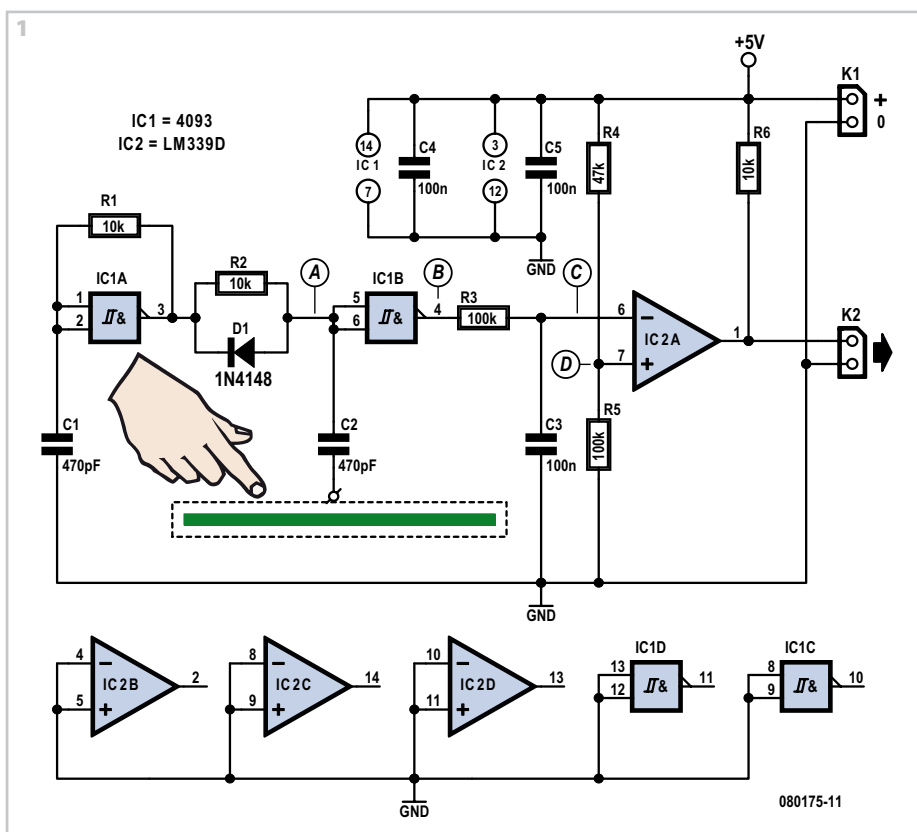 1
+5V
K1
+
0
IC1 = 4093
IC2 = LM339D
14
IC 1
7
C4
100n
3
IC 2
12
C5
100n
R4
47k
R6
10k
GND
R1
10k
IC1A
1
2
3
R2
10k
D1
1N4148
A
IC1B
5
6
4
B
R3
100k
C
6
7
D
IC2A
1
K2
C1
470pF
C2
470pF
C3
100n
R5
100k
GND
4
5
IC2B
2
8
9
IC2C
14
10
11
IC2D
13
IC1D
13
12
11
IC1C
8
9
10
&
&
&
&
−
+
−
+
−
+
−
+
GND
080175-11